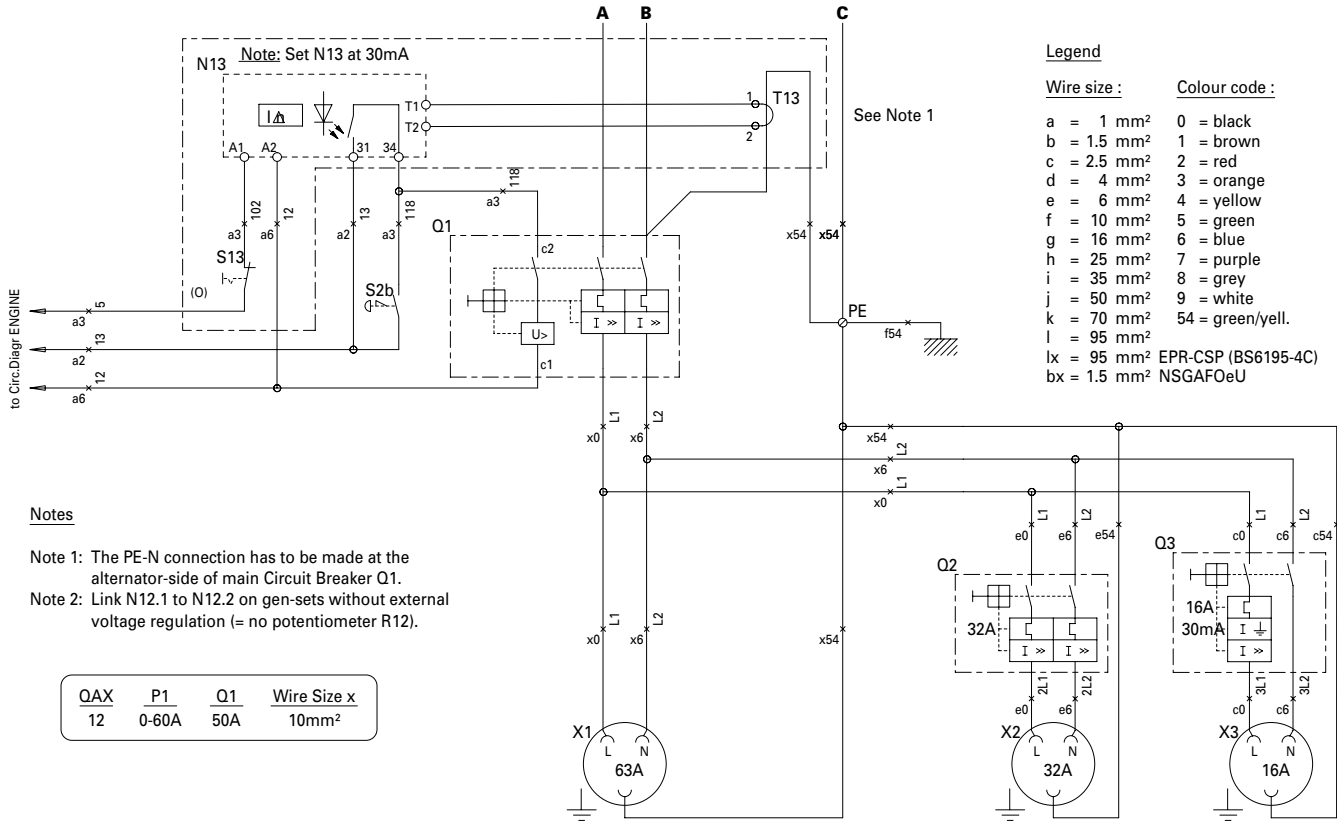 A B C
N13
Note: Set N13 at 30mA
T1
T2
1
2
T13
See Note 1
A1 A2 31 34
102
12
13
118
118
a3
a3
a6
a2
a3
S13
(O)
S2b
Q1
c2
U>
c1
I >> I >>
x54 x54
PE
f54
to Circ.Diagr ENGINE
5
a3
13
a2
12
a6
Legend
Wire size : Colour code :
a = 1 mm² 0 = black
b = 1.5 mm² 1 = brown
c = 2.5 mm² 2 = red
d = 4 mm² 3 = orange
e = 6 mm² 4 = yellow
f = 10 mm² 5 = green
g = 16 mm² 6 = blue
h = 25 mm² 7 = purple
i = 35 mm² 8 = grey
j = 50 mm² 9 = white
k = 70 mm² 54 = green/yell.
l = 95 mm²
lx = 95 mm² EPR-CSP (BS6195-4C)
bx = 1.5 mm² NSGAFOeU
L1 L2
x0 x6
x54
L2
x6
L1
x0
Notes
Note 1: The PE-N connection has to be made at the
alternator-side of main Circuit Breaker Q1.
Note 2: Link N12.1 to N12.2 on gen-sets without external
voltage regulation (= no potentiometer R12).
QAX P1 Q1 Wire Size x
12 0-60A 50A 10mm²
L1 L2
x0 x6 x54
L1 L2
e0 e6 e54
L1 L2
c0 c6 c54
Q2
32A
I >> I >>
2L1 2L2
e0 e6
Q3
16A
30mA
I
I >>
3L1 3L2
c0 c6
X1
L N
63A
X2
L N
32A
X3
L N
16A